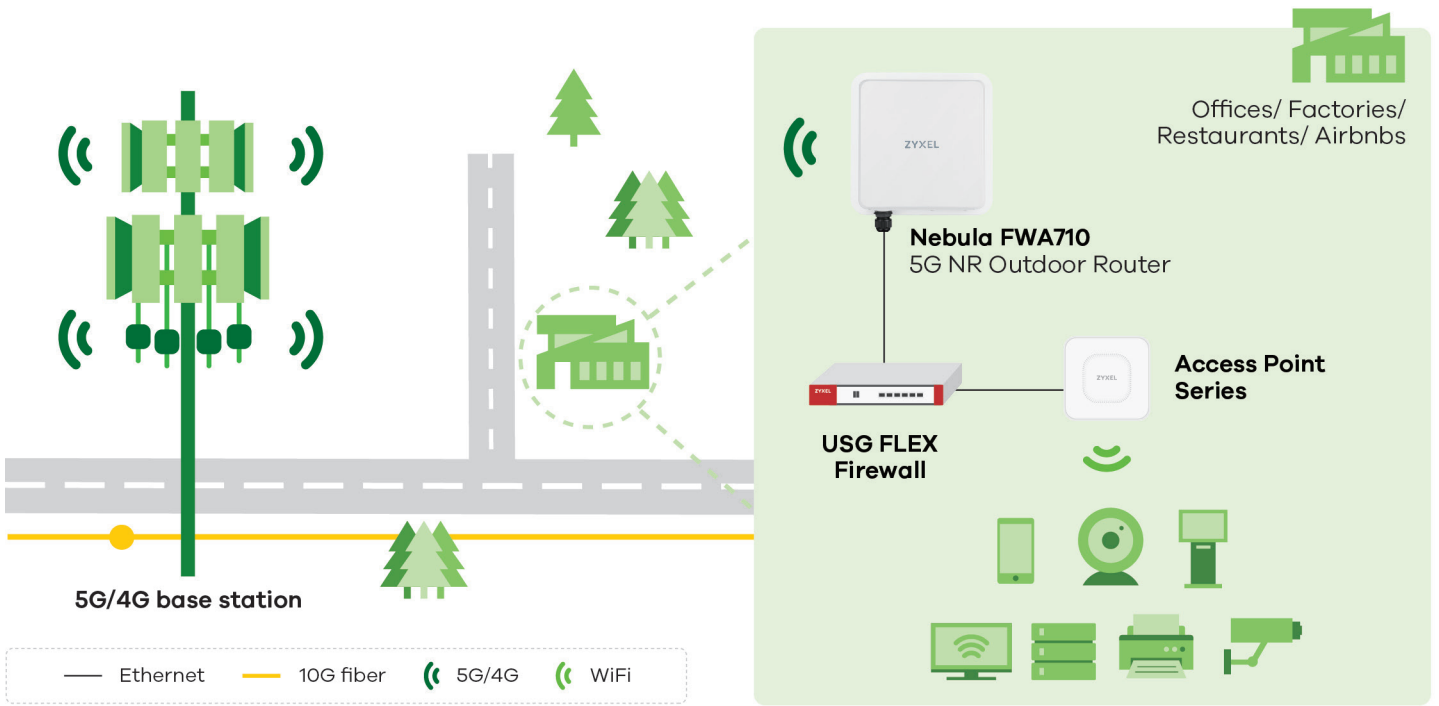 Offices/ Factories/
Restaurants/ Airbnbs
ZYXEL
Nebula FWA710
5G NR Outdoor Router
ZYXEL
ZYXEL
Access Point
Series
USG FLEX
Firewall
5G/4G base station
Ethernet
10G fiber
5G/4G
WiFi